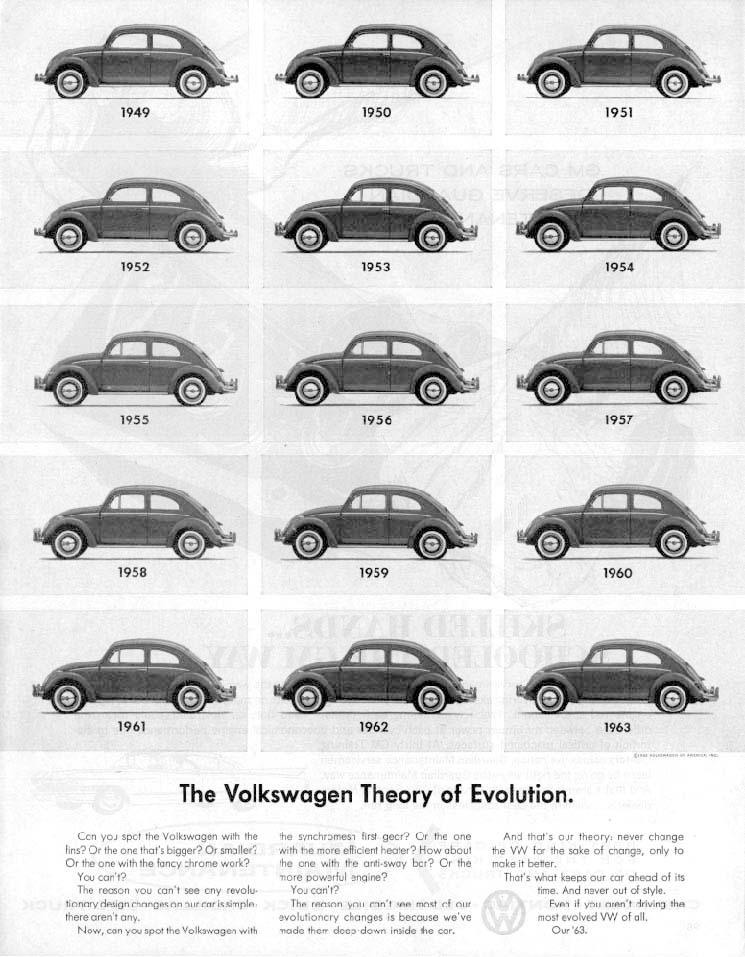 1949
1950
1951
1952
1953
1954
1955
1956
1957
1958
1959
1960
1961
1962
1963
©1962 VOLKSWAGEN OF AMERICA, INC.
The Volkswagen Theory of Evolution.
Can you spot the Volkswagen with the
fins? Or the one that's bigger? Or smaller?
Or the one with the fancy chrome work?
You can't?
The reason you can't see any revolu-
tionary design changes on our car is simple:
there aren't any.
Now, can you spot the Volkswagen with
the synchromesh first gear? Or the one
with the more efficient heater? How about
the one with the anti-sway bar? Or the
more powerful engine?
You can't?
The reason you can't see most of our
evolutionary changes is because we've
made them deep down inside the car.
And that's our theory: never change
the VW for the sake of change, only to
make it better.
That's what keeps our car ahead of its
time. And never out of style.
Even if you aren't driving the
most evolved VW of all.
Our '63.